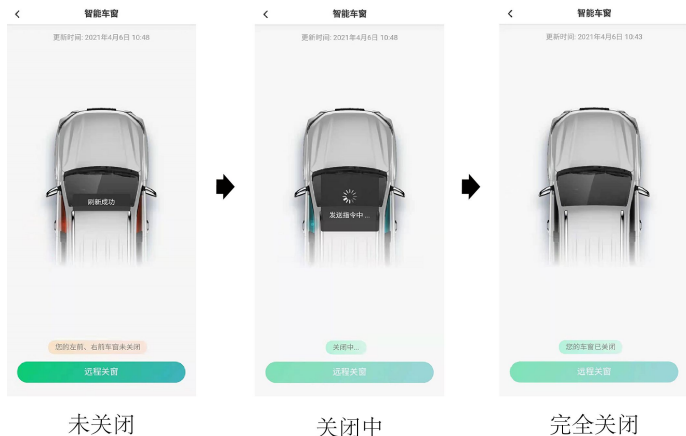 智能车窗
更新时间: 2021年4月6日 10:48
刷新成功
您的左前、右前车窗未关闭
远程关窗
未关闭
智能车窗
更新时间: 2021年4月6日 10:48
发送指令中...
关闭中...
远程关窗
关闭中
智能车窗
更新时间: 2021年4月6日 10:43
您的车窗已关闭
远程关窗
完全关闭